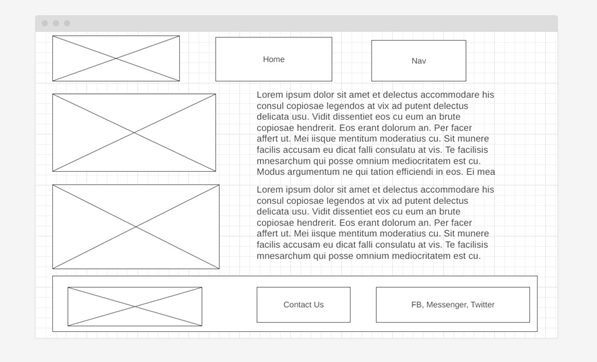 Home
Nav
Lorem ipsum dolor sit amet et delectus accommodare his
consul copiosae legendos at vix ad putent delectus
delicata usu. Vidit dissentiet eos cu eum an brute
copiosae hendrerit. Eos erant dolorum an. Per facer
affert ut. Mei iisque mentitum moderatius cu. Sit munere
facilis accusam eu dicat falli consulatu at vis. Te facilisis
mnesarchum qui posse omnium mediocritatem est cu.
Modus argumentum ne qui tation efficiendi in eos. Ei mea
Lorem ipsum dolor sit amet et delectus accommodare his
consul copiosae legendos at vix ad putent delectus
delicata usu. Vidit dissentiet eos cu eum an brute
copiosae hendrerit. Eos erant dolorum an. Per facer
affert ut. Mei iisque mentitum moderatius cu. Sit munere
facilis accusam eu dicat falli consulatu at vis. Te facilisis
mnesarchum qui posse omnium mediocritatem est cu.
Contact Us
FB, Messenger, Twitter